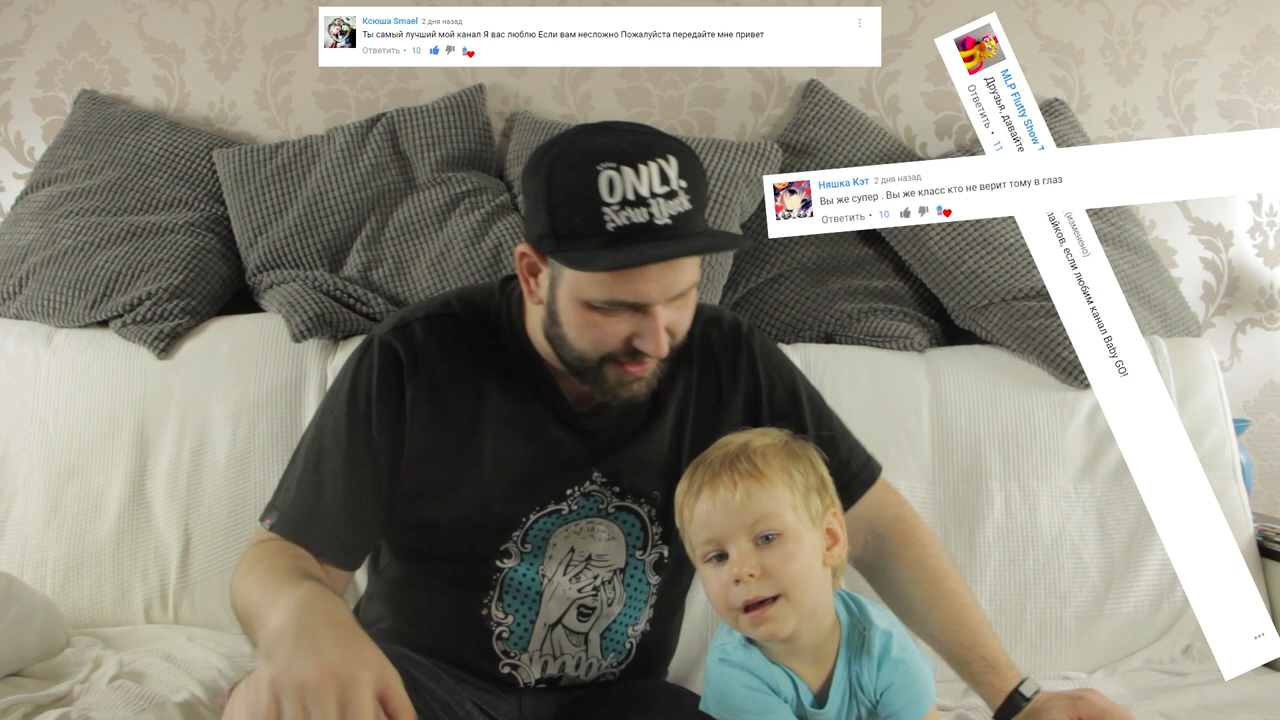 Ксюша Smael 2 дня назад
Ты самый лучший мой канал Я вас люблю Если вам несложно Пожалуйста передайте мне привет
Ответить • 10
MLP Flutty Show T
(изменено)
Друзья, давайте
лайков, если любим канал Baby GO!
Ответить • 11
Няшка Кэт 2 дня назад
Вы же супер . Вы же класс кто не верит тому в глаз
Ответить • 10
ONLY.
New York